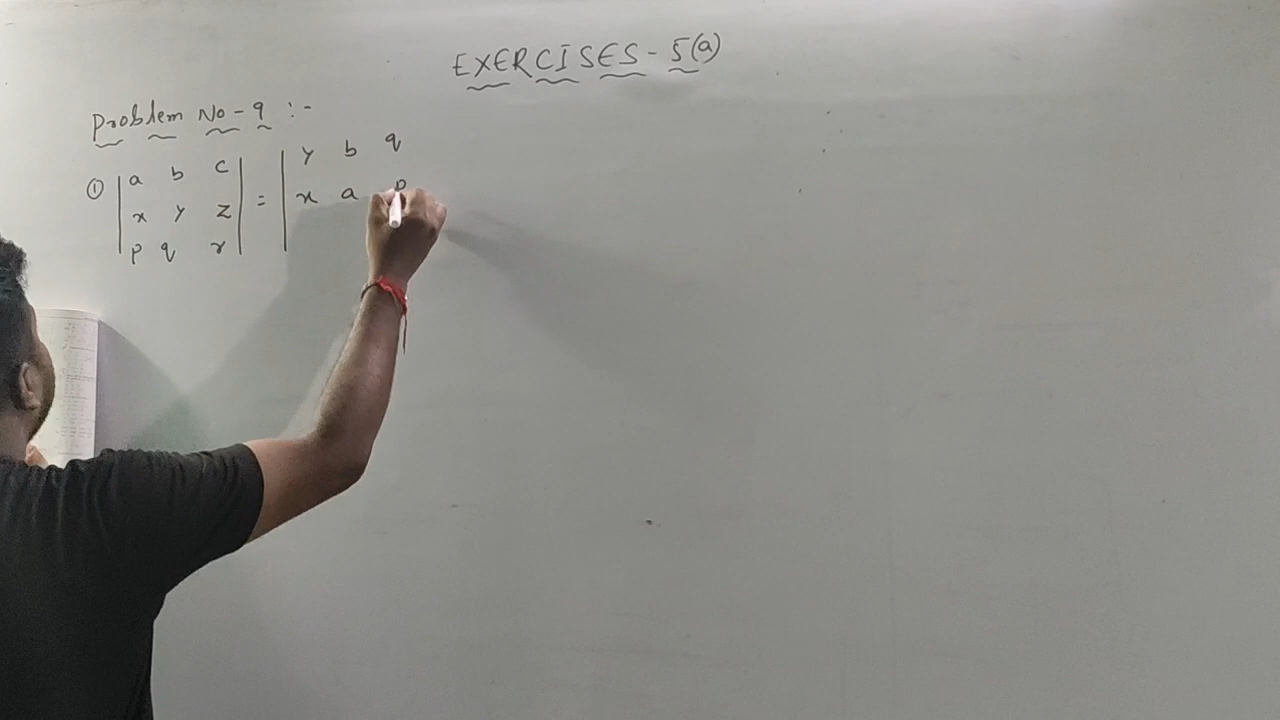 EXERCISES - 5(a)
Problem No - 9 :-
① | a b c | = | y b q
| x y z | | x a p
| p q r | |